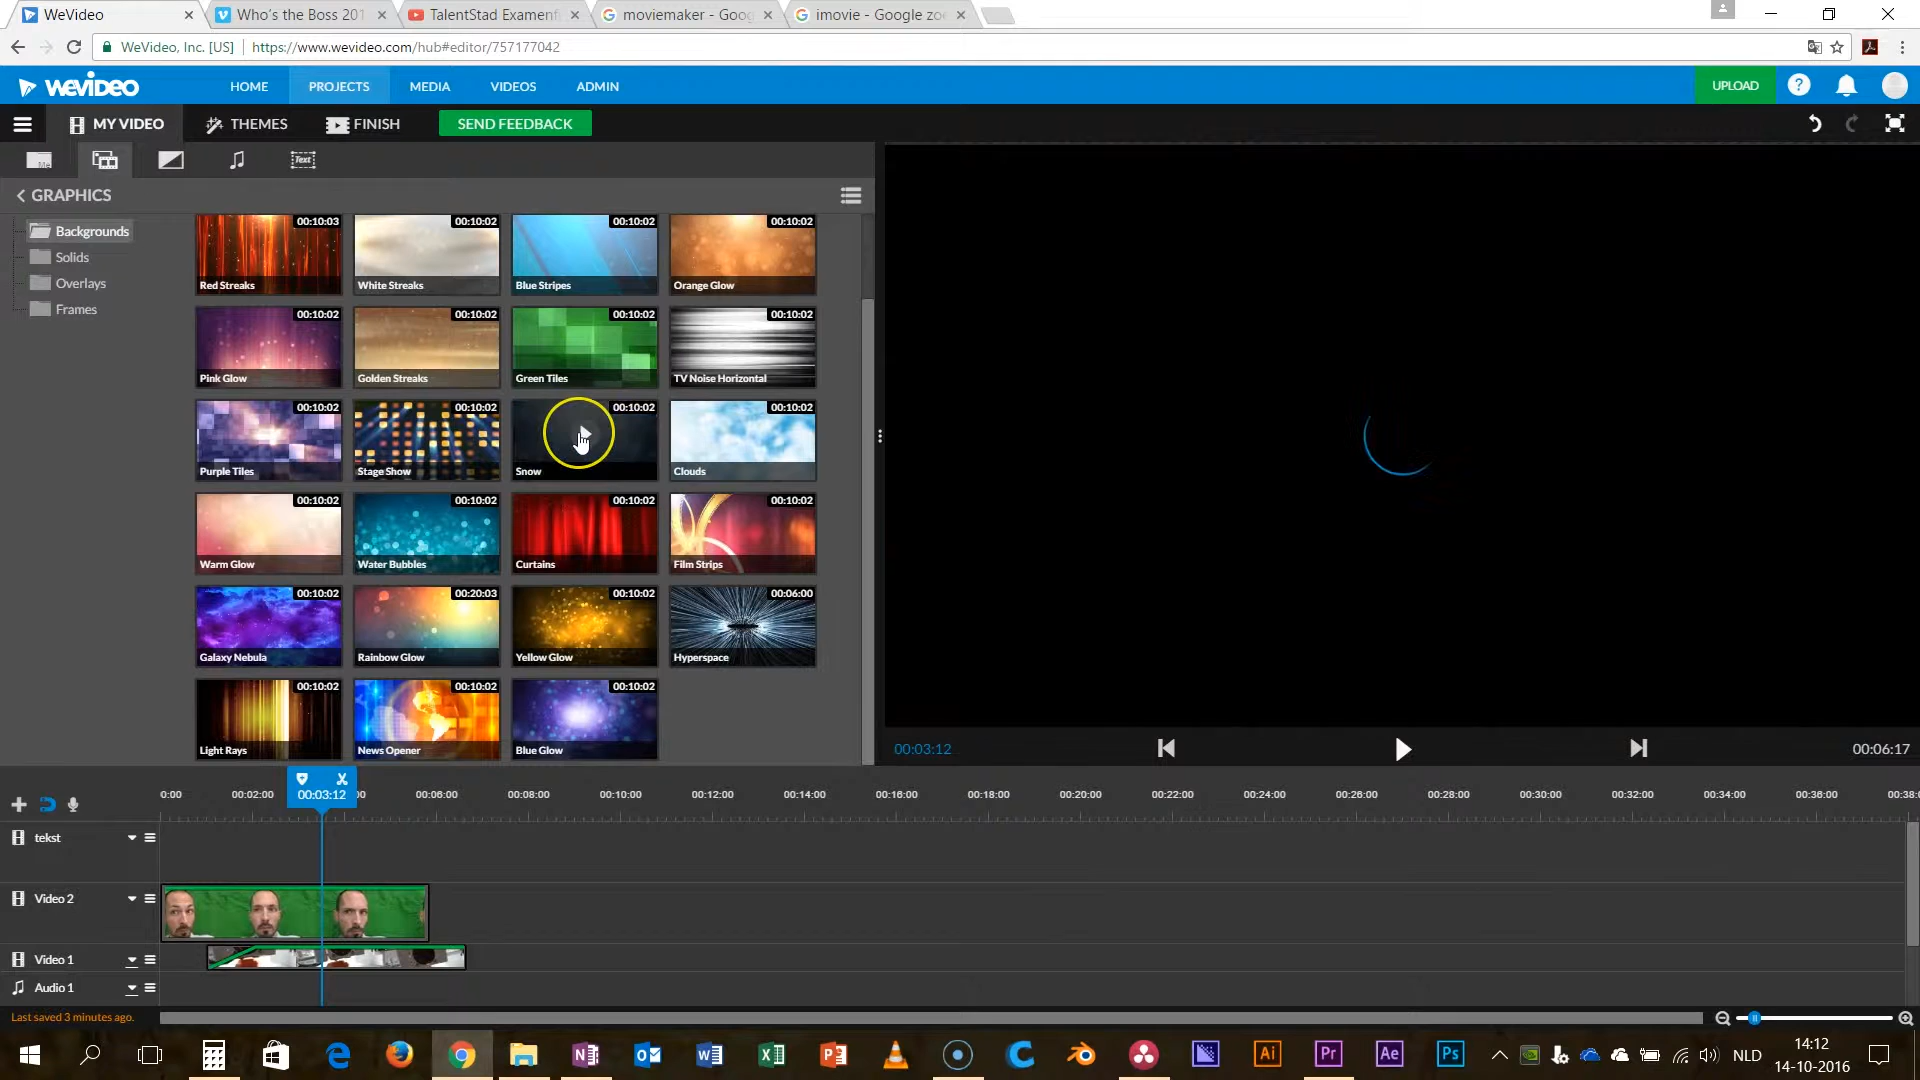 WeVideo
Who's the Boss 201
TalentStad Examenf
moviemaker - Goog
imovie - Google zoe
WeVideo, Inc. [US]
https://www.wevideo.com/hub#editor/757177042
WEVIDEO
HOME
PROJECTS
MEDIA
VIDEOS
ADMIN
UPLOAD
?
MY VIDEO
THEMES
FINISH
SEND FEEDBACK
Me
Text
GRAPHICS
Backgrounds
Solids
Overlays
Frames
00:10:03
Red Streaks
00:10:02
White Streaks
00:10:02
Blue Stripes
00:10:02
Orange Glow
00:10:02
Pink Glow
00:10:02
Golden Streaks
00:10:02
Green Tiles
00:10:02
TV Noise Horizontal
00:10:02
Purple Tiles
00:10:02
Stage Show
00:10:02
Snow
00:10:02
Clouds
00:10:02
Warm Glow
00:10:02
Water Bubbles
00:10:02
Curtains
00:10:02
Film Strips
00:10:02
Galaxy Nebula
00:20:03
Rainbow Glow
00:10:02
Yellow Glow
00:06:00
Hyperspace
00:10:02
Light Rays
00:10:02
News Opener
00:10:02
Blue Glow
00:03:12
00:06:17
0:00
00:02:00
00:03:12
00:06:00
00:08:00
00:10:00
00:12:00
00:14:00
00:16:00
00:18:00
00:20:00
00:22:00
00:24:00
00:26:00
00:28:00
00:30:00
00:32:00
00:34:00
00:36:00
00:38:0
tekst
Video 2
Video 1
Audio 1
Last saved 3 minutes ago.
NLD
14:12
14-10-2016
Ai
Pr
Ae
Ps